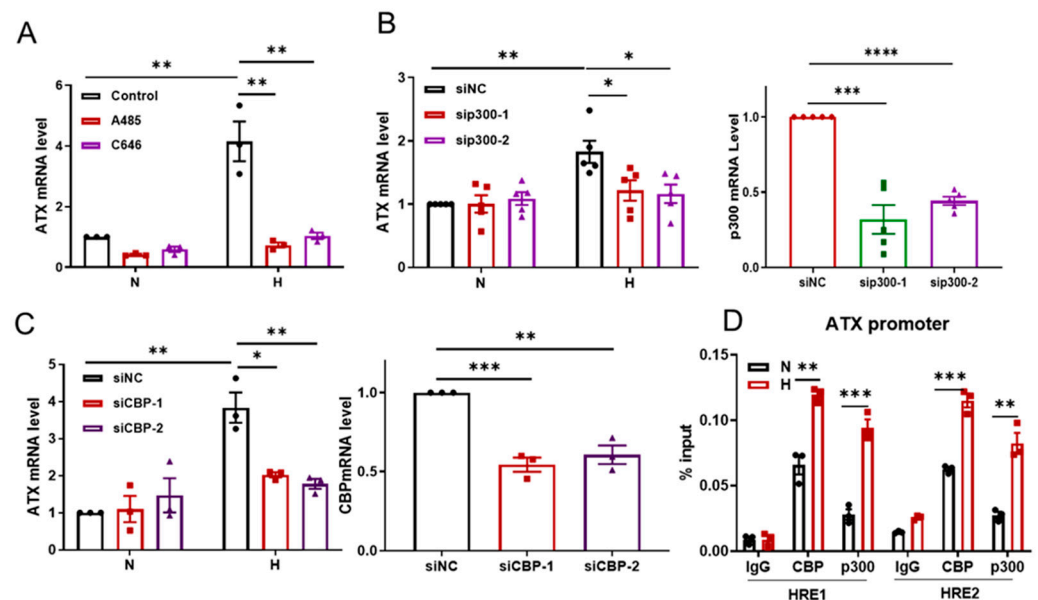 A
ATX mRNA level
6
4
2
0
Control
A485
C646
**
**
**
N
H
B
ATX mRNA level
3
2
1
0
siNC
sip300-1
sip300-2
**
*
*
N
H
p300 mRNA Level
1.0
0.5
0.0
****
***
siNC
sip300-1
sip300-2
C
ATX mRNA level
5
4
3
2
1
0
siNC
siCBP-1
siCBP-2
**
**
*
N
H
CBPmRNA level
1.0
0.5
0.0
**
***
siNC
siCBP-1
siCBP-2
D
ATX promoter
% input
0.15
0.10
0.05
0.00
N
H
**
***
***
**
IgG
CBP
p300
IgG
CBP
p300
HRE1
HRE2